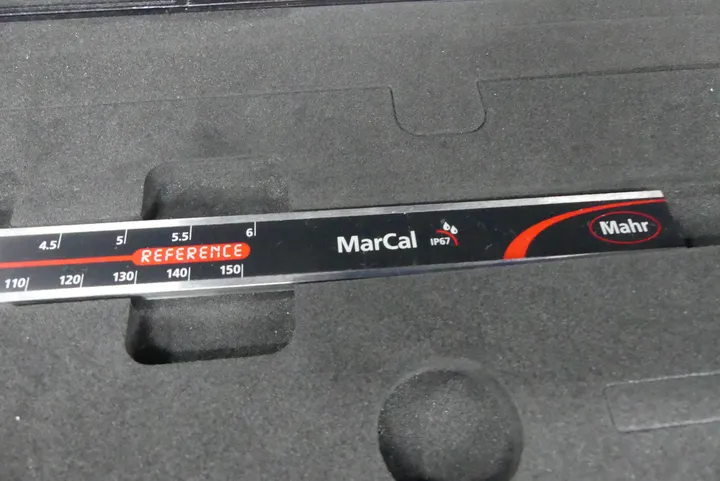 4.5 5 5.5 6
REFERENCE
110 120 130 140 150
MarCal IP67
Mahr